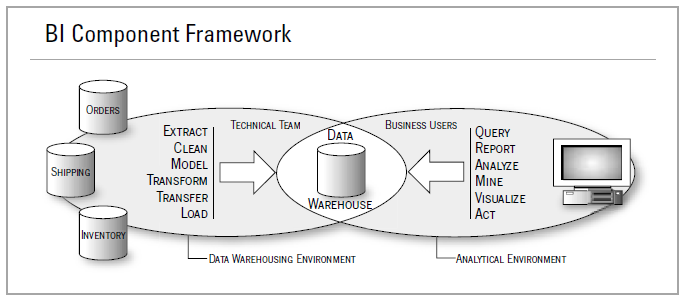 BI Component Framework
ORDERS
SHIPPING
INVENTORY
EXTRACT
CLEAN
MODEL
TRANSFORM
TRANSFER
LOAD
TECHNICAL TEAM
DATA
WAREHOUSE
BUSINESS USERS
QUERY
REPORT
ANALYZE
MINE
VISUALIZE
ACT
DATA WAREHOUSING ENVIRONMENT
ANALYTICAL ENVIRONMENT